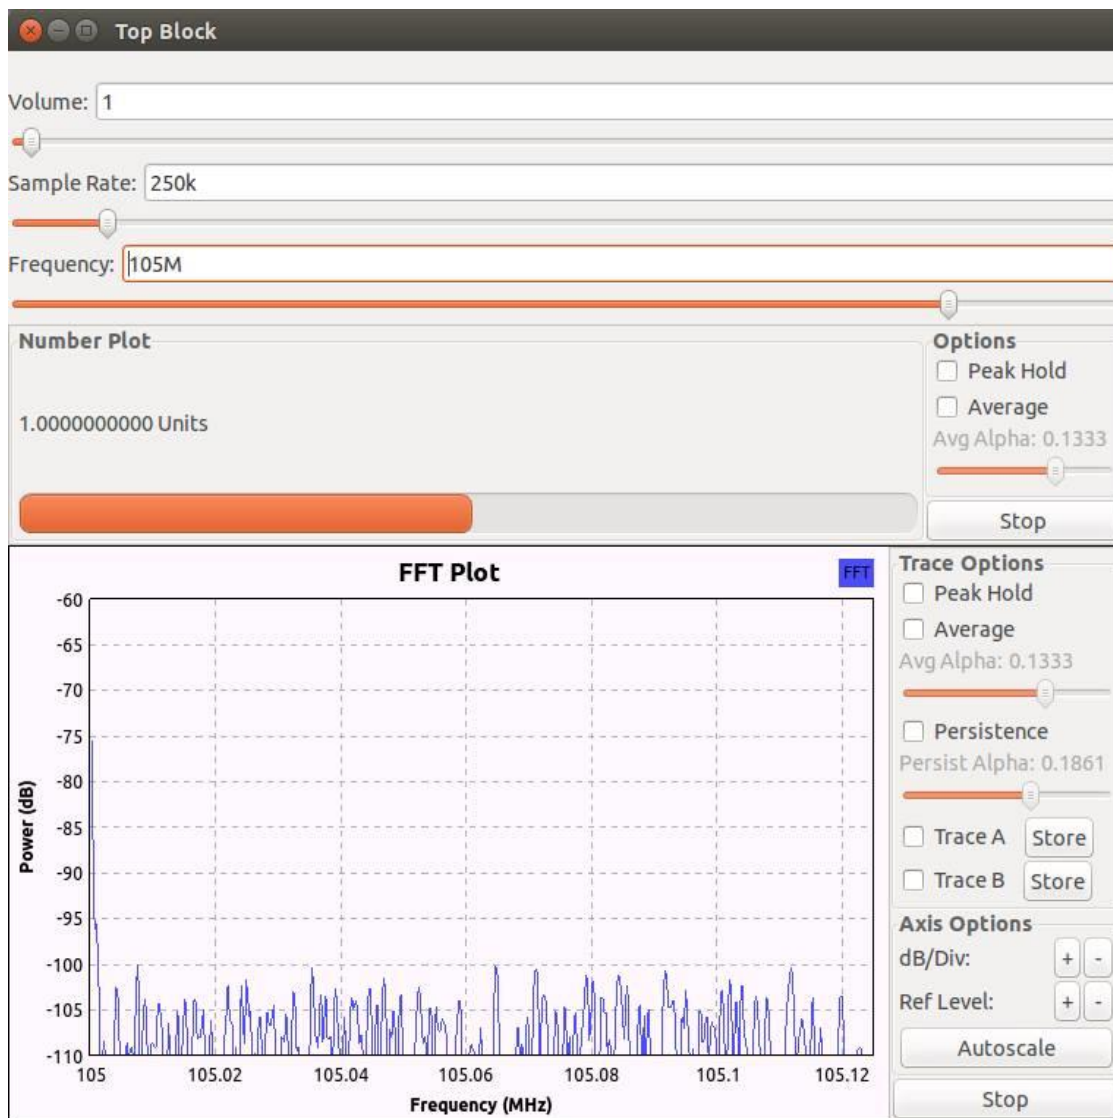 Top Block
Volume: 1
Sample Rate: 250k
Frequency: 105M
Number Plot
1.0000000000 Units
Options
Peak Hold
Average
Avg Alpha: 0.1333
Stop
FFT Plot
FFT
-60
-65
-70
-75
-80
-85
-90
-95
-100
-105
-110
Power (dB)
105 105.02 105.04 105.06 105.08 105.1 105.12
Frequency (MHz)
Trace Options
Peak Hold
Average
Avg Alpha: 0.1333
Persistence
Persist Alpha: 0.1861
Trace A Store
Trace B Store
Axis Options
dB/Div: + -
Ref Level: + -
Autoscale
Stop